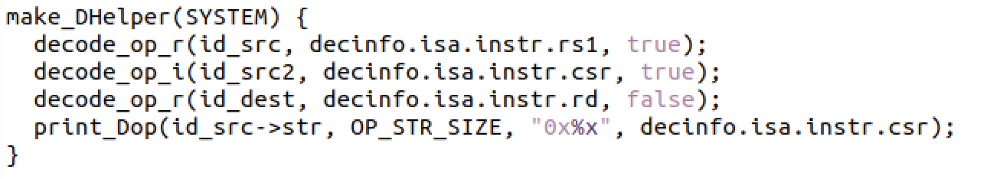 make_DHelper(SYSTEM) {
  decode_op_r(id_src, decinfo.isa.instr.rs1, true);
  decode_op_i(id_src2, decinfo.isa.instr.csr, true);
  decode_op_r(id_dest, decinfo.isa.instr.rd, false);
  print_Dop(id_src->str, OP_STR_SIZE, "0x%x", decinfo.isa.instr.csr);
}